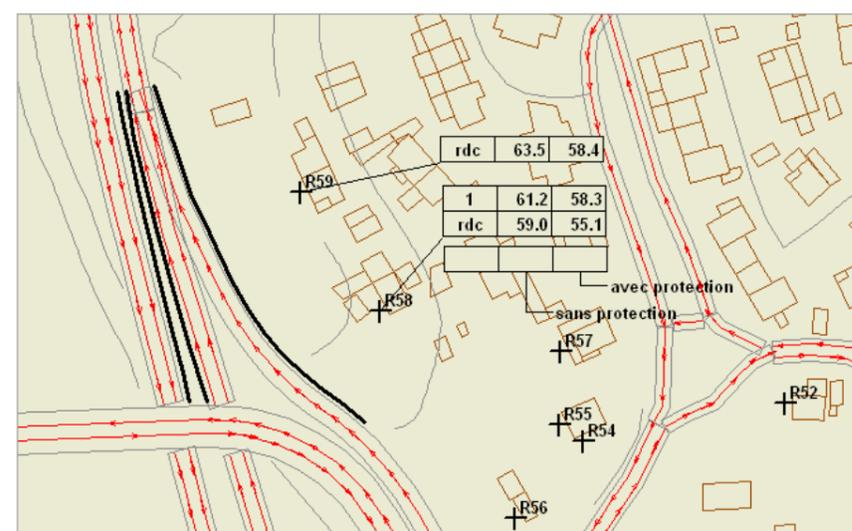 rdc 63.5 58.4
R59
1 61.2 58.3
rdc 59.0 55.1
avec protection
R58
sans protection
R57
R52
R55
R54
R56